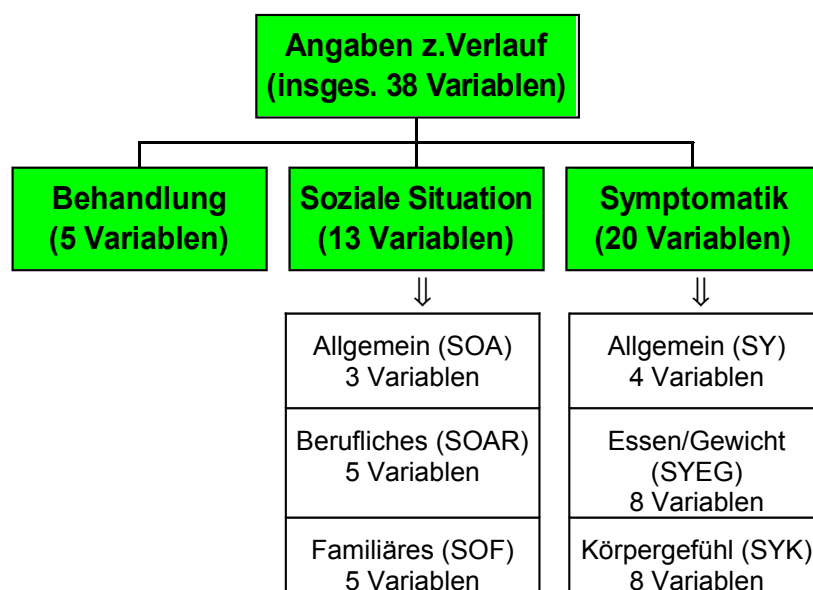 Angaben z.Verlauf
(insges. 38 Variablen)
Behandlung
(5 Variablen)
Soziale Situation
(13 Variablen)
Symptomatik
(20 Variablen)
⇓
⇓
Allgemein (SOA)
3 Variablen
Berufliches (SOAR)
5 Variablen
Familiäres (SOF)
5 Variablen
Allgemein (SY)
4 Variablen
Essen/Gewicht
(SYEG)
8 Variablen
Körpergefühl (SYK)
8 Variablen